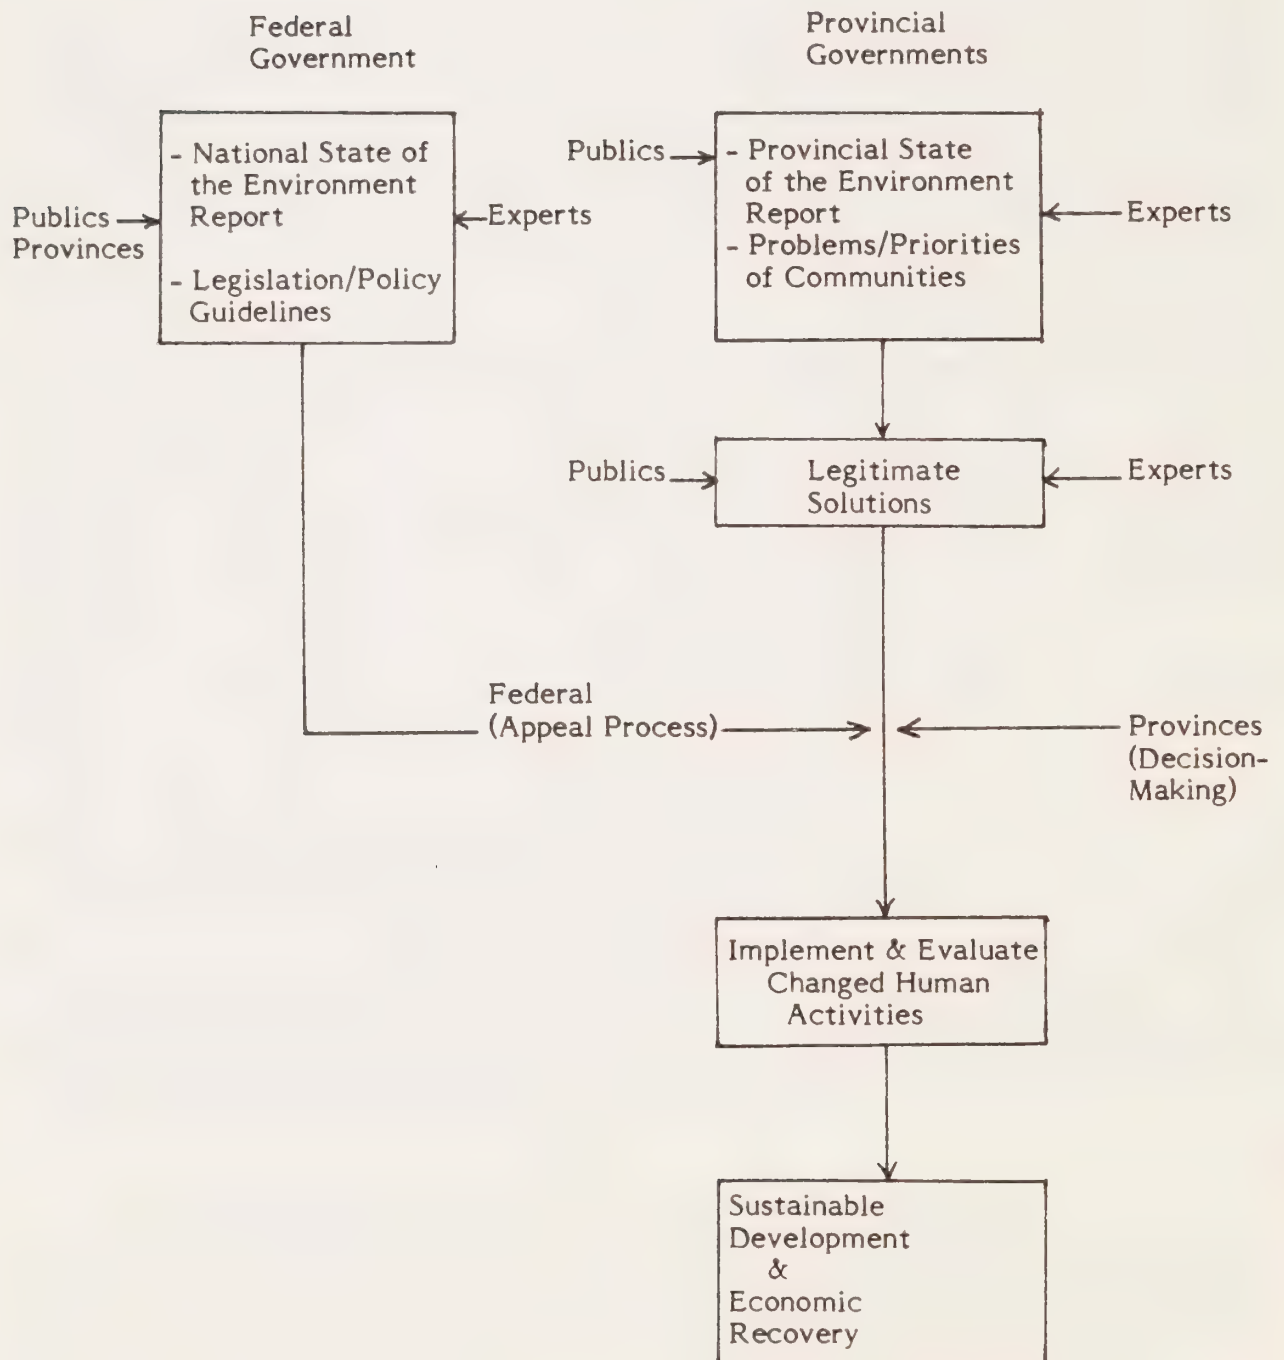 Federal
Government
Provincial
Governments
- National State of
the Environment
Report
- Legislation/Policy
Guidelines
Publics
Provinces
Experts
Publics
- Provincial State
of the Environment
Report
- Problems/Priorities
of Communities
Experts
Publics
Legitimate
Solutions
Experts
Federal
(Appeal Process)
Provinces
(Decision-
Making)
Implement & Evaluate
Changed Human
Activities
Sustainable
Development
&
Economic
Recovery